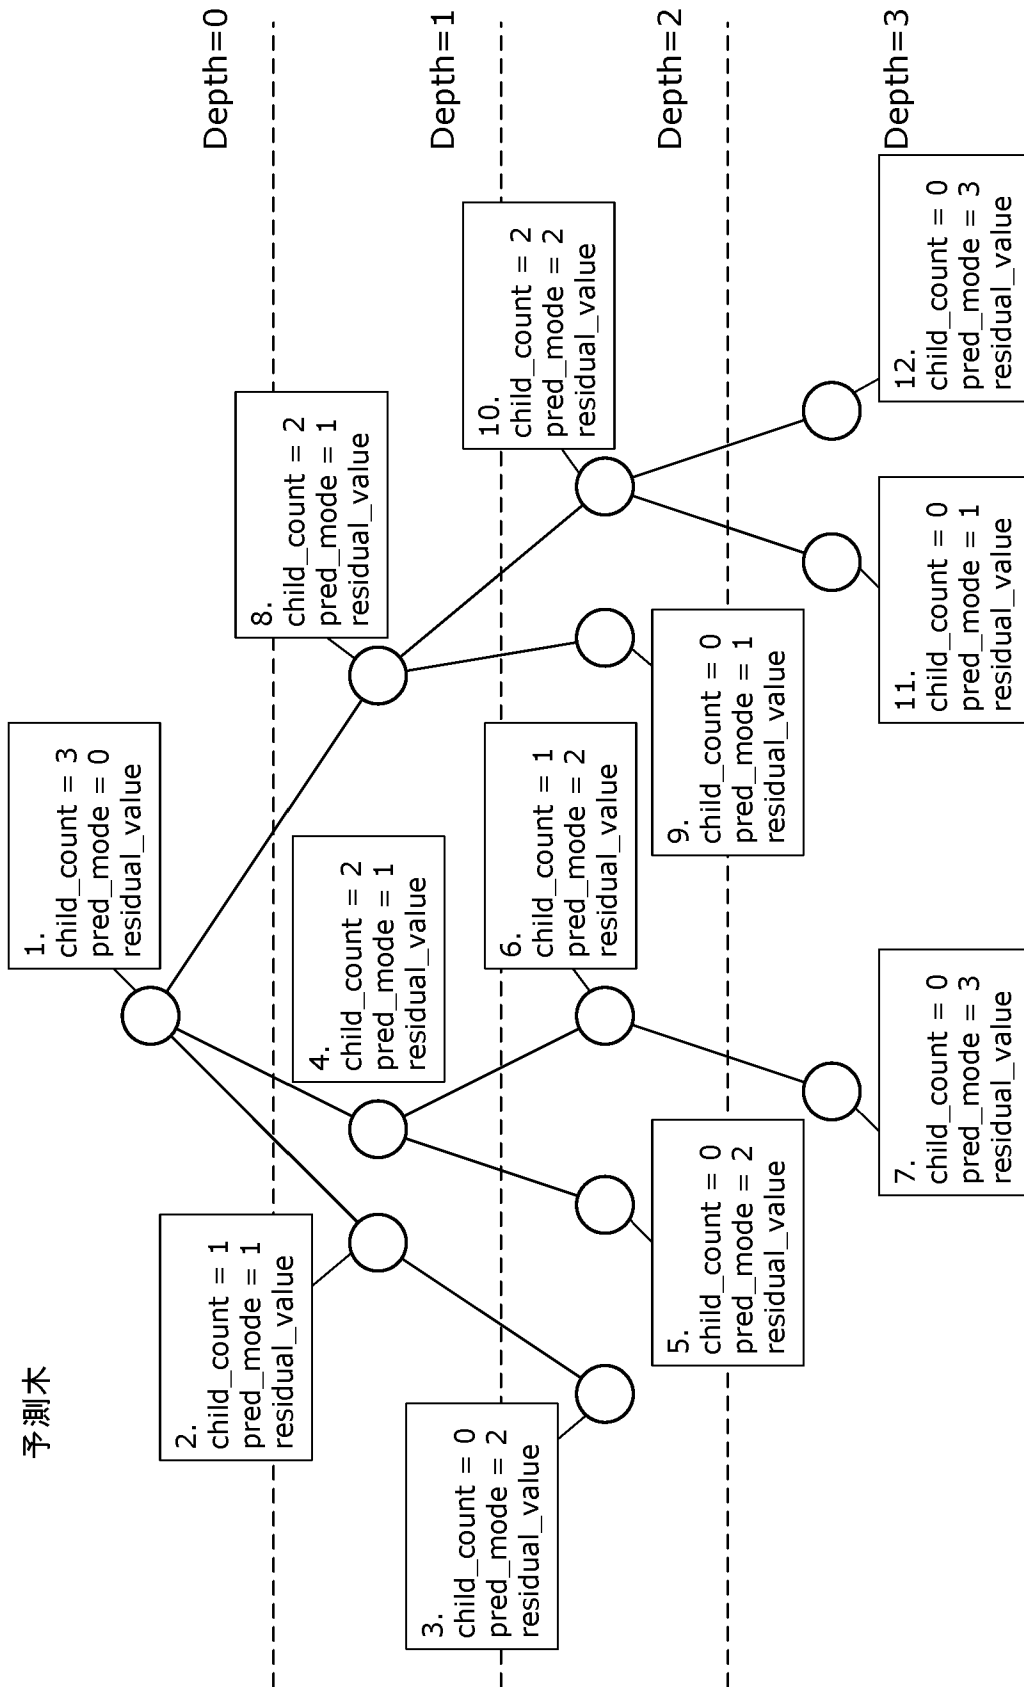 予測木
1.
child_count = 3
pred_mode = 0
residual_value
Depth=0
2.
child_count = 1
pred_mode = 1
residual_value
4.
child_count = 2
pred_mode = 1
residual_value
8.
child_count = 2
pred_mode = 1
residual_value
Depth=1
3.
child_count = 0
pred_mode = 2
residual_value
5.
child_count = 0
pred_mode = 2
residual_value
6.
child_count = 1
pred_mode = 2
residual_value
9.
child_count = 0
pred_mode = 1
residual_value
10.
child_count = 2
pred_mode = 2
residual_value
Depth=2
7.
child_count = 0
pred_mode = 3
residual_value
11.
child_count = 0
pred_mode = 1
residual_value
12.
child_count = 0
pred_mode = 3
residual_value
Depth=3